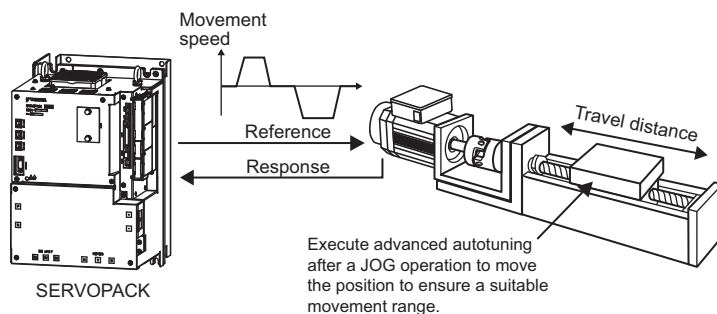 Movement
speed
Reference
Response
Travel distance
Execute advanced autotuning
after a JOG operation to move
the position to ensure a suitable
movement range.
SERVOPACK